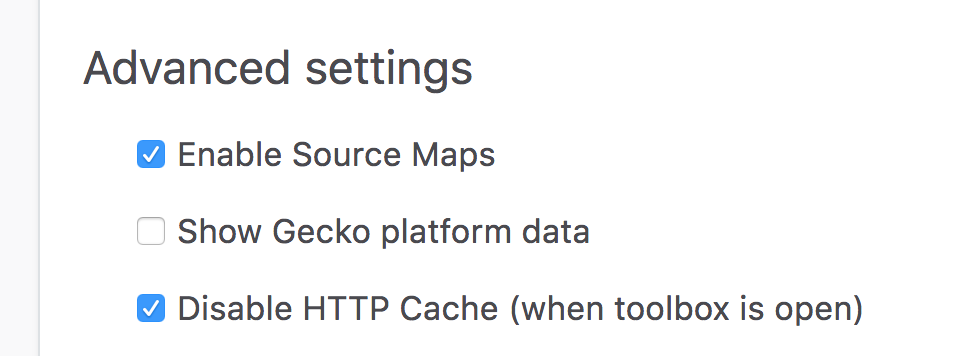 Advanced settings
Enable Source Maps
Show Gecko platform data
Disable HTTP Cache (when toolbox is open)